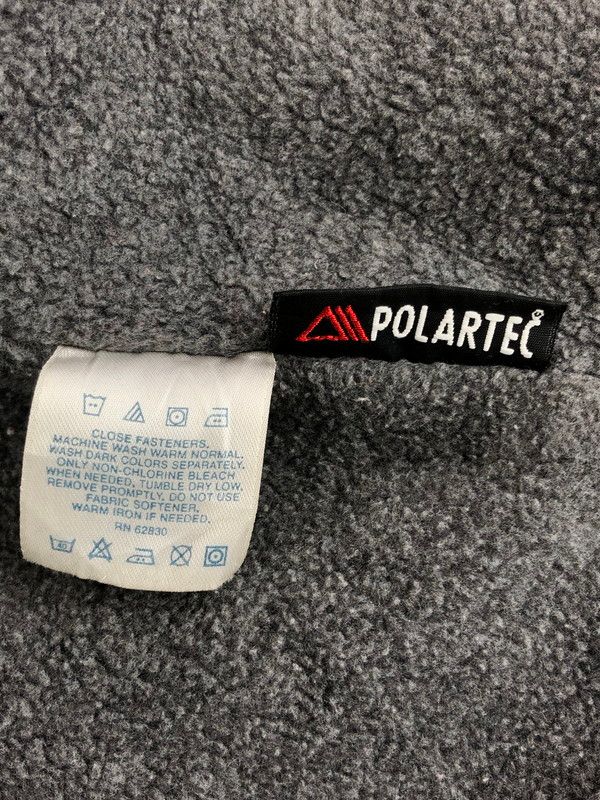 POLARTEC®
CLOSE FASTENERS.
MACHINE WASH WARM NORMAL.
WASH DARK COLORS SEPARATELY.
ONLY NON-CHLORINE BLEACH
WHEN NEEDED. TUMBLE DRY LOW.
REMOVE PROMPTLY. DO NOT USE
FABRIC SOFTENER.
WARM IRON IF NEEDED.
RN 62830
40